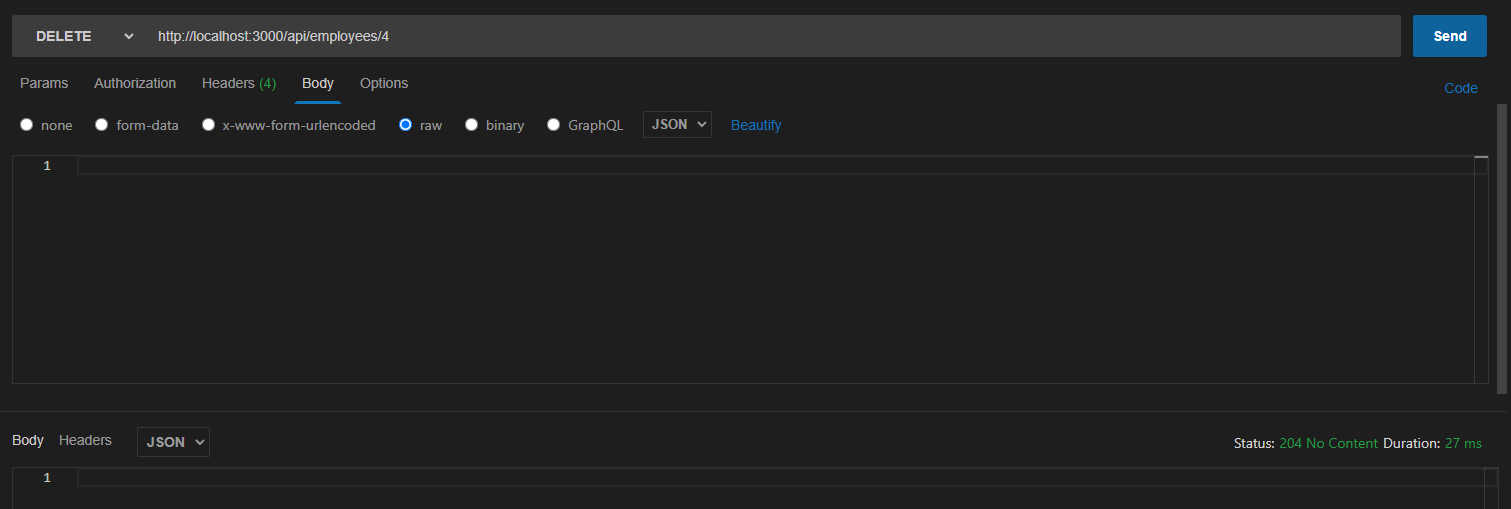 DELETE http://localhost:3000/api/employees/4 Send
Params Authorization Headers (4) Body Options Code
none form-data x-www-form-urlencoded raw binary GraphQL JSON Beautify
1
Body Headers JSON Status: 204 No Content Duration: 27 ms
1